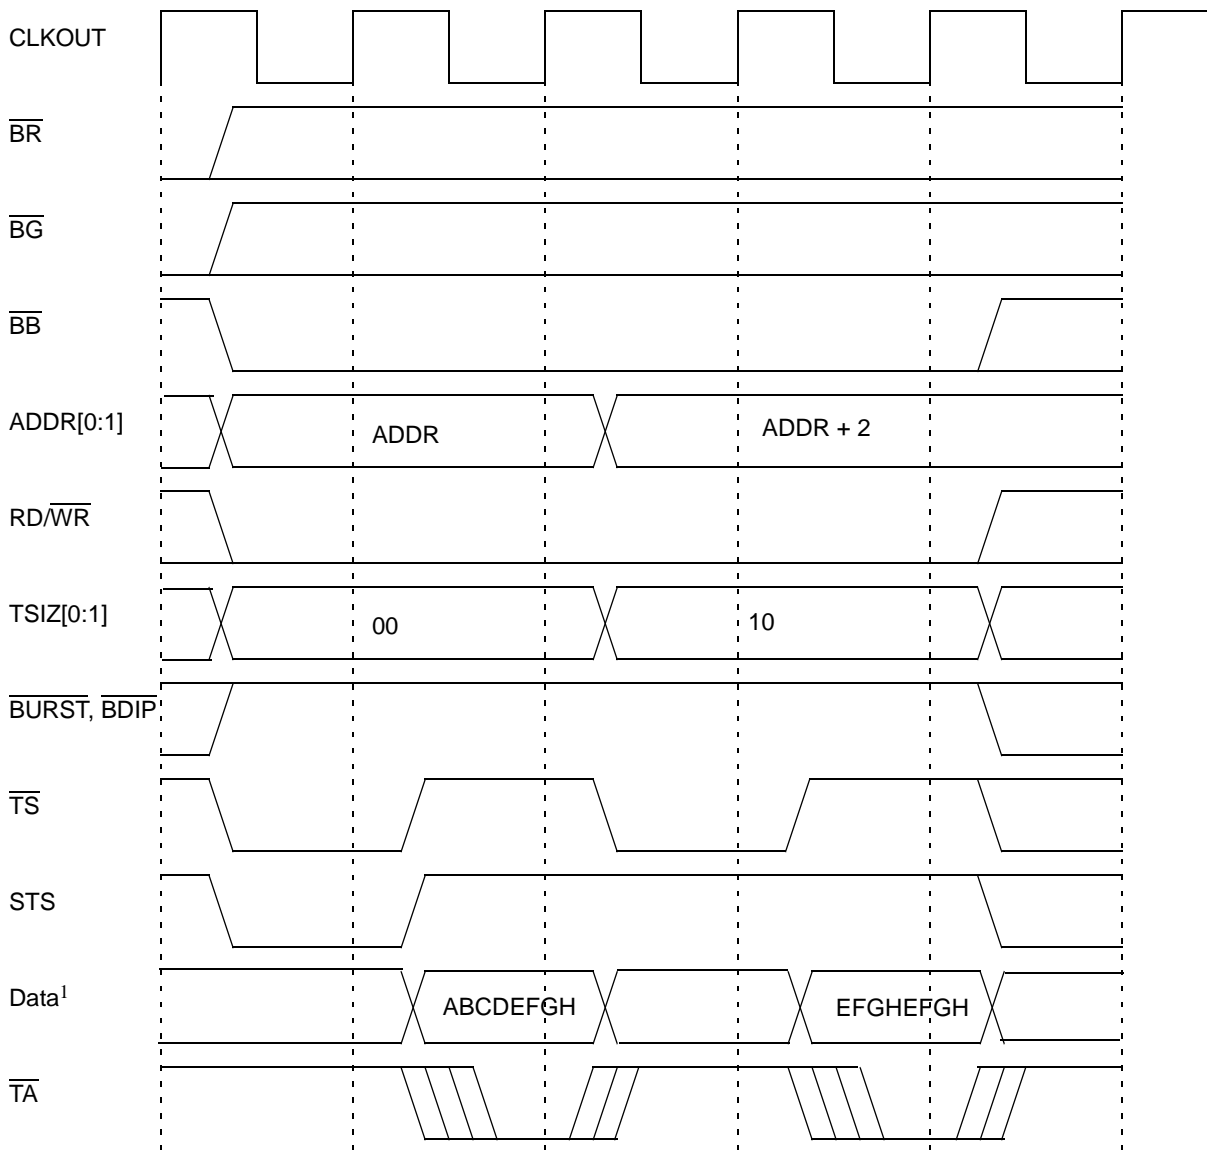 CLKOUT
BR
BG
BB
ADDR[0:1] ADDR ADDR + 2
RD/WR
TSIZ[0:1] 00 10
BURST, BDIP
TS
STS
Data1 ABCDEFGH EFGHEFGH
TA